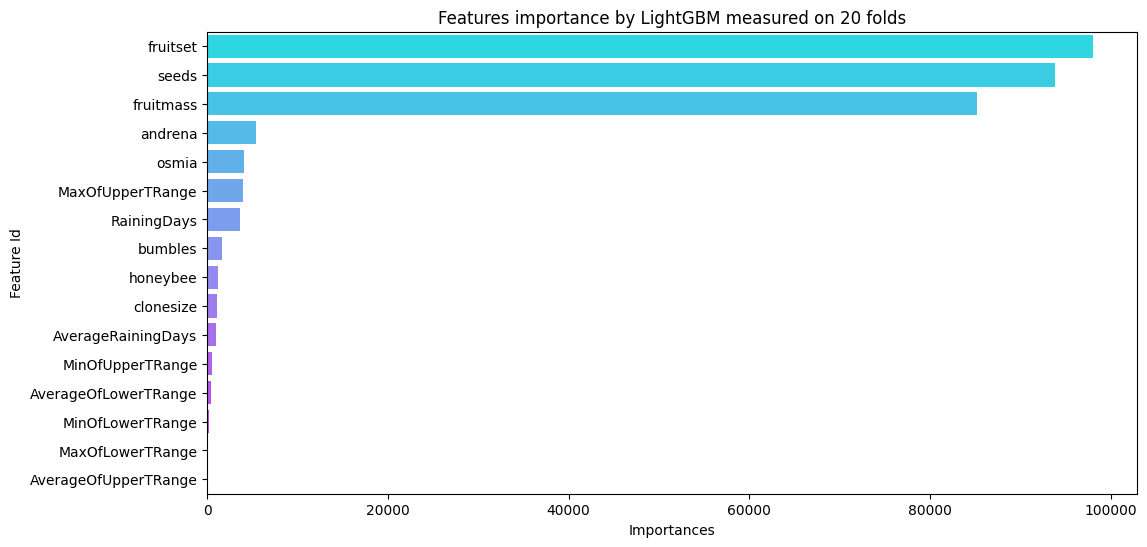 Features importance by LightGBM measured on 20 folds
fruitset
seeds
fruitmass
andrena
osmia
MaxOfUpperTRange
RainingDays
bumbles
honeybee
clonesize
AverageRainingDays
MinOfUpperTRange
AverageOfLowerTRange
MinOfLowerTRange
MaxOfLowerTRange
AverageOfUpperTRange
Feature Id
0 20000 40000 60000 80000 100000
Importances